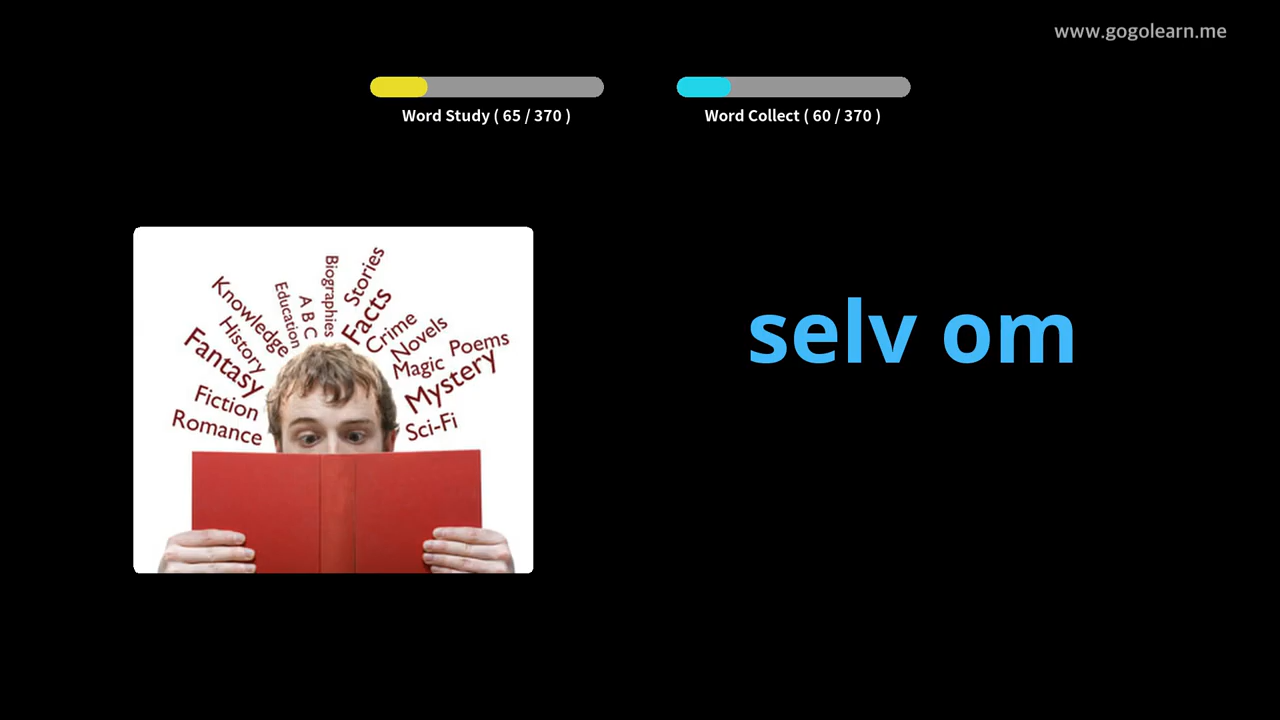 www.gogolearn.me
Word Study ( 65 / 370 )
Word Collect ( 60 / 370 )
selv om
Biographies
Stories
Education
A B C
Facts
Knowledge
Crime
History
Novels
Poems
Fantasy
Magic
Mystery
Fiction
Romance
Sci-Fi